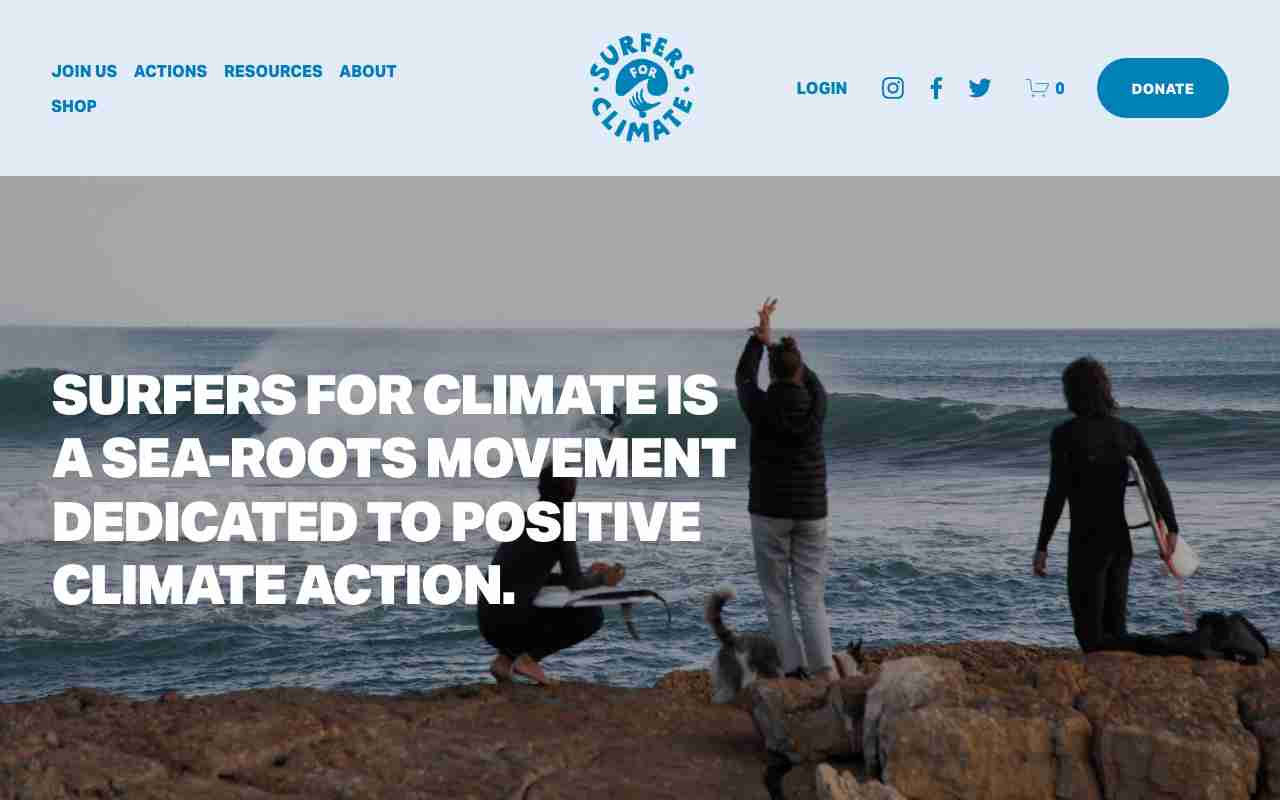 JOIN US ACTIONS RESOURCES ABOUT
SHOP
SURFERS
FOR
CLIMATE
LOGIN
0
DONATE
SURFERS FOR CLIMATE IS
A SEA-ROOTS MOVEMENT
DEDICATED TO POSITIVE
CLIMATE ACTION.